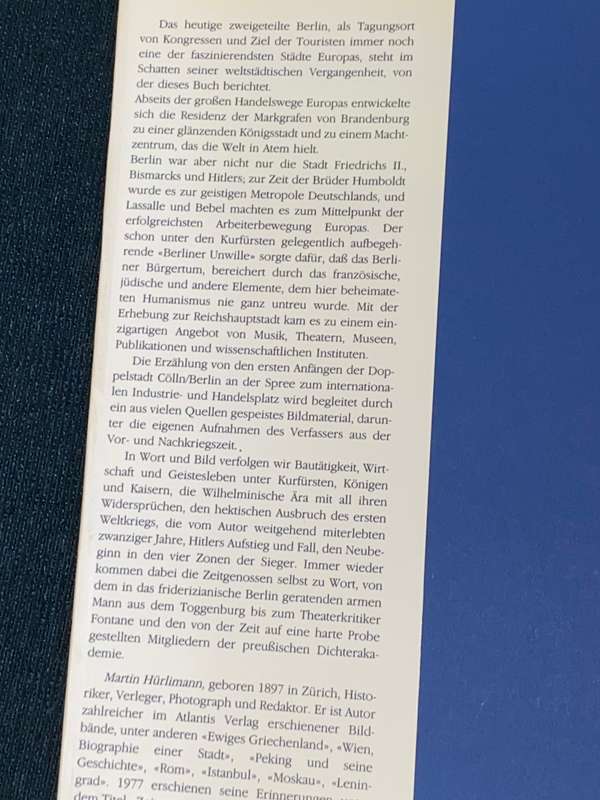 Das heutige zweigeteilte Berlin, als Tagungsort
von Kongressen und Ziel der Touristen immer noch
eine der faszinierendsten Städte Europas, steht im
Schatten seiner weltstädtischen Vergangenheit, von
der dieses Buch berichtet.
Abseits der großen Handelswege Europas entwickelte
sich die Residenz der Markgrafen von Brandenburg
zu einer glänzenden Königsstadt und zu einem Macht-
zentrum, das die Welt in Atem hielt.
Berlin war aber nicht nur die Stadt Friedrichs II.,
Bismarcks und Hitlers; zur Zeit der Brüder Humboldt
wurde es zur geistigen Metropole Deutschlands, und
Lassalle und Bebel machten es zum Mittelpunkt der
erfolgreichsten Arbeiterbewegung Europas. Der
schon unter den Kurfürsten gelegentlich aufbegeh-
rende «Berliner Unwille» sorgte dafür, daß das Berli-
ner Bürgertum, bereichert durch das französische,
jüdische und andere Elemente, dem hier beheimate-
ten Humanismus nie ganz untreu wurde. Mit der
Erhebung zur Reichshauptstadt kam es zu einem ein-
zigartigen Angebot von Musik, Theatern, Museen,
Publikationen und wissenschaftlichen Instituten.
Die Erzählung von den ersten Anfängen der Dop-
pelstadt Cölln/Berlin an der Spree zum internationa-
len Industrie- und Handelsplatz wird begleitet durch
ein aus vielen Quellen gespeistes Bildmaterial, darun-
ter die eigenen Aufnahmen des Verfassers aus der
Vor- und Nachkriegszeit.
In Wort und Bild verfolgen wir Bautätigkeit, Wirt-
schaft und Geistesleben unter Kurfürsten, Königen
und Kaisern, die Wilhelminische Ära mit all ihren
Widersprüchen, den hektischen Ausbruch des ersten
Weltkriegs, die vom Autor weitgehend miterlebten
zwanziger Jahre, Hitlers Aufstieg und Fall, den Neube-
ginn in den vier Zonen der Sieger. Immer wieder
kommen dabei die Zeitgenossen selbst zu Wort, von
dem in das friderizianische Berlin geratenden armen
Mann aus dem Toggenburg bis zum Theaterkritiker
Fontane und den von der Zeit auf eine harte Probe
gestellten Mitgliedern der preußischen Dichteraka-
demie.
Martin Hürlimann, geboren 1897 in Zürich, Histo-
riker, Verleger, Photograph und Redaktor. Er ist Autor
zahlreicher im Atlantis Verlag erschienener Bild-
bände, unter anderen «Ewiges Griechenland», «Wien,
Biographie einer Stadt», «Peking und seine
Geschichte», «Rom», «Istanbul», «Moskau», «Lenin-
grad». 1977 erschienen seine Erinnerungen
dem Titel